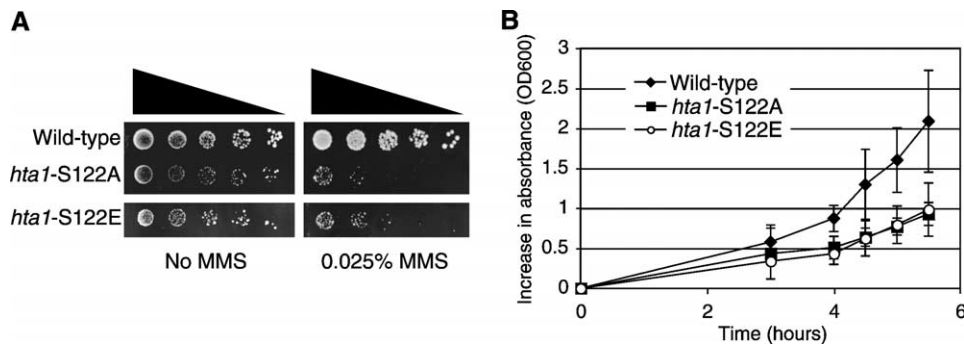 A
Wild-type
hta1-S122A
hta1-S122E
No MMS
0.025% MMS
B
Increase in absorbance (OD600)
3
2.5
2
1.5
1
0.5
0
Wild-type
hta1-S122A
hta1-S122E
0
2
4
6
Time (hours)